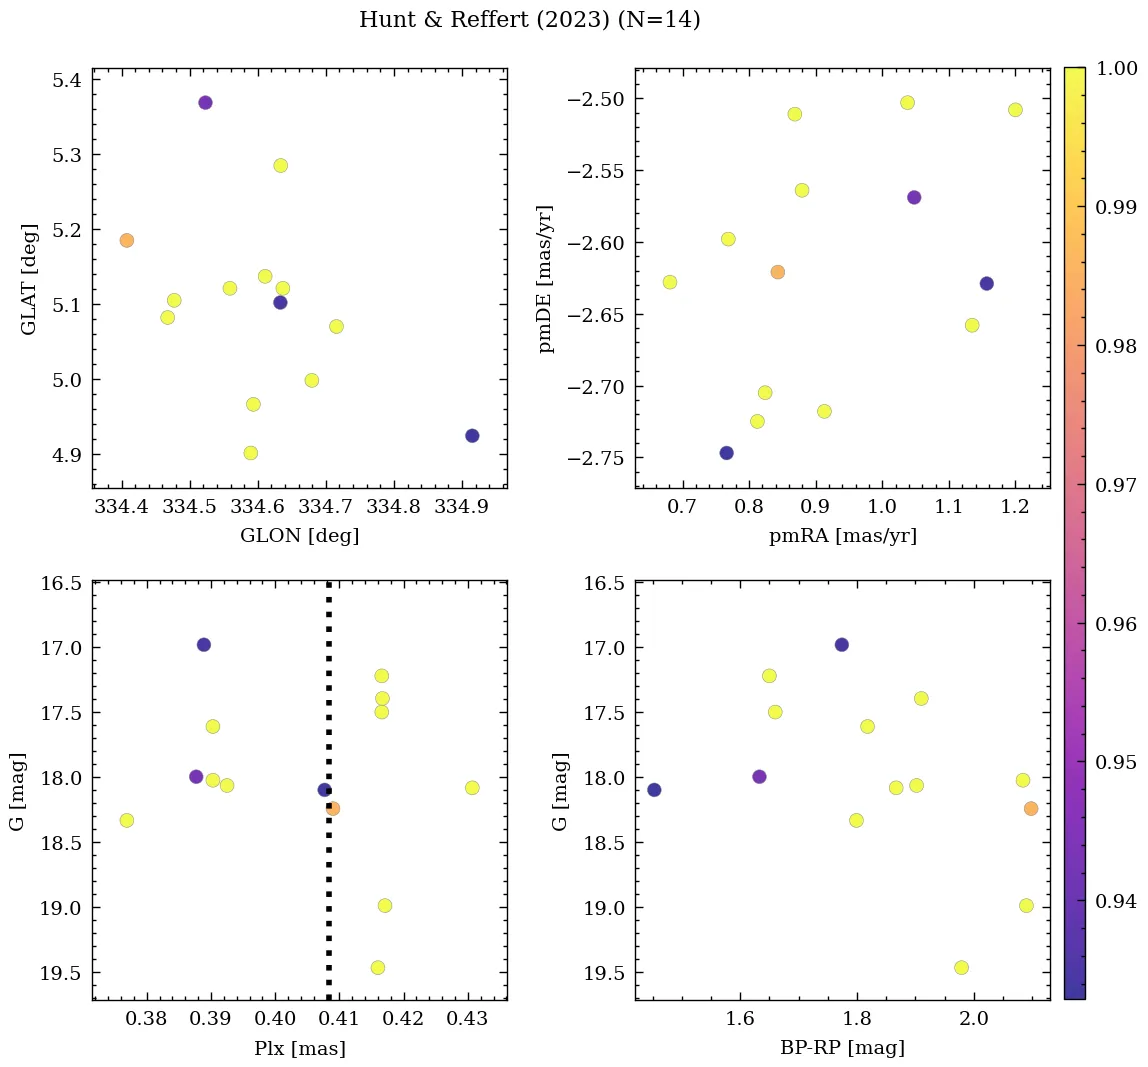 Hunt & Reffert (2023) (N=14)
5.4
5.3
5.2
5.1
5.0
4.9
GLAT [deg]
334.4 334.5 334.6 334.7 334.8 334.9
GLON [deg]
−2.50
−2.55
−2.60
−2.65
−2.70
−2.75
pmDE [mas/yr]
0.7 0.8 0.9 1.0 1.1 1.2
pmRA [mas/yr]
16.5
17.0
17.5
18.0
18.5
19.0
19.5
G [mag]
0.38 0.39 0.40 0.41 0.42 0.43
Plx [mas]
16.5
17.0
17.5
18.0
18.5
19.0
19.5
G [mag]
1.6 1.8 2.0
BP-RP [mag]
1.00
0.99
0.98
0.97
0.96
0.95
0.94